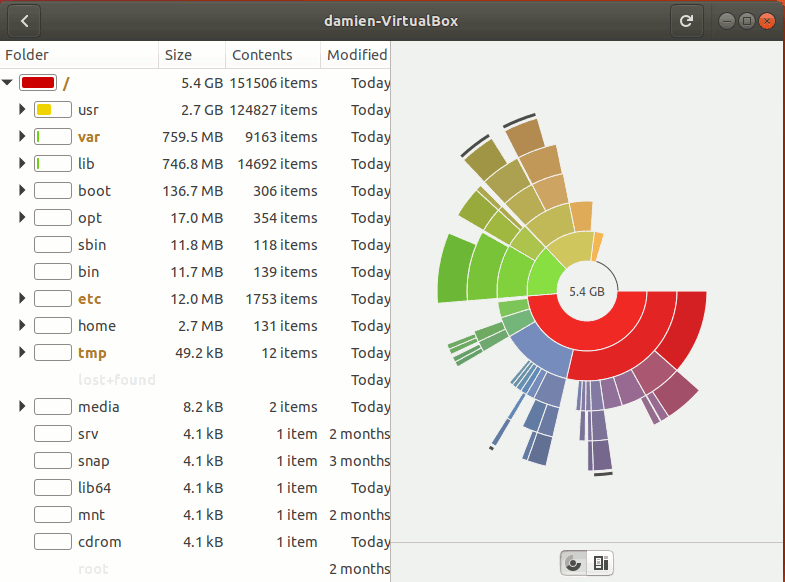 damien-VirtualBox
Folder Size Contents Modified
/ 5.4 GB 151506 items Today
usr 2.7 GB 124827 items Today
var 759.5 MB 9163 items Today
lib 746.8 MB 14692 items Today
boot 136.7 MB 306 items Today
opt 17.0 MB 354 items Today
sbin 11.8 MB 118 items Today
bin 11.7 MB 139 items Today
etc 12.0 MB 1753 items Today
home 2.7 MB 131 items Today
tmp 49.2 kB 12 items Today
lost+found Today
media 8.2 kB 2 items Today
srv 4.1 kB 1 item 2 months
snap 4.1 kB 1 item 3 months
lib64 4.1 kB 1 item Today
mnt 4.1 kB 1 item 2 months
cdrom 4.1 kB 1 item Today
root 2 months
5.4 GB